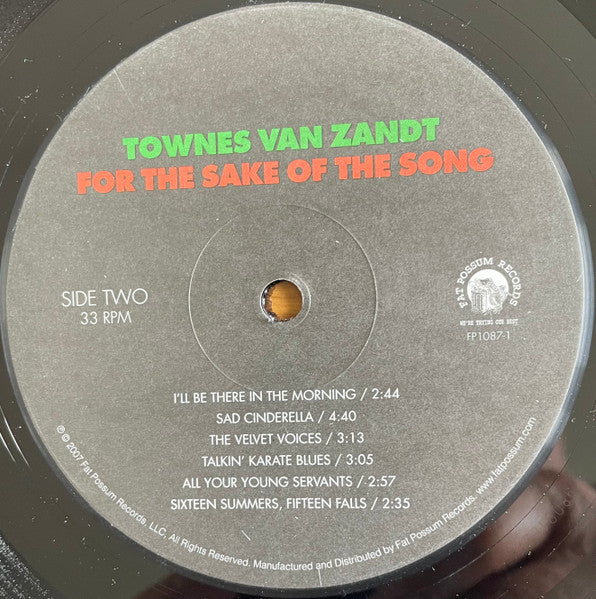 TOWNES VAN ZANDT
FOR THE SAKE OF THE SONG
SIDE TWO
33 RPM
FAT POSSUM RECORDS
WE'RE TRYING OUR BEST
FP1087-1
I'LL BE THERE IN THE MORNING / 2:44
SAD CINDERELLA / 4:40
THE VELVET VOICES / 3:13
TALKIN' KARATE BLUES / 3:05
ALL YOUR YOUNG SERVANTS / 2:57
SIXTEEN SUMMERS, FIFTEEN FALLS / 2:35
℗ © 2007 Fat Possum Records, LLC. All Rights Reserved. Manufactured and Distributed by Fat Possum Records. www.fatpossum.com